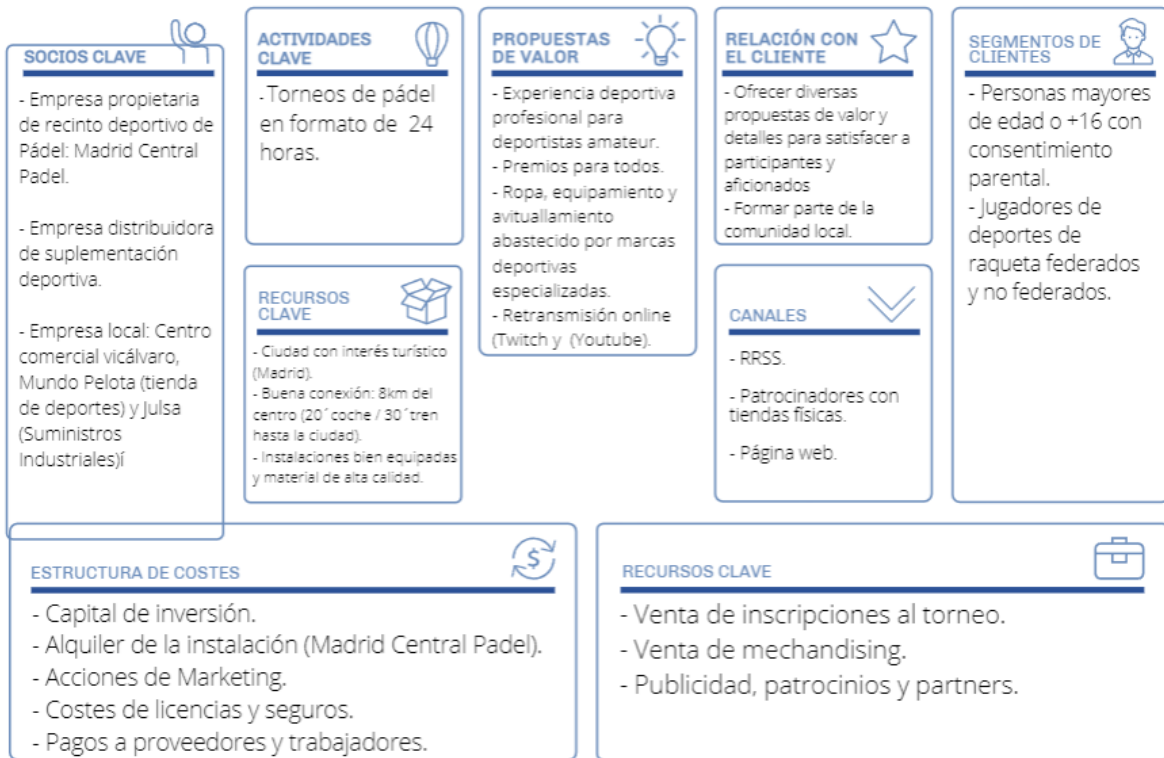 SOCIOS CLAVE
- Empresa propietaria
de recinto deportivo de
Pádel: Madrid Central
Padel.
- Empresa distribuidora
de suplementación
deportiva.
- Empresa local: Centro
comercial vicálvaro,
Mundo Pelota (tienda
de deportes) y Julsa
(Suministros
Industriales)í
ACTIVIDADES
CLAVE
- Torneos de pádel
en formato de 24
horas.
RECURSOS
CLAVE
- Ciudad con interés turístico
(Madrid).
- Buena conexión: 8km del
centro (20´coche / 30´tren
hasta la ciudad).
- Instalaciones bien equipadas
y material de alta calidad.
PROPUESTAS
DE VALOR
- Experiencia deportiva
profesional para
deportistas amateur.
- Premios para todos.
- Ropa, equipamiento y
avituallamiento
abastecido por marcas
deportivas
especializadas.
- Retransmisión online
(Twitch y (Youtube).
RELACIÓN CON
EL CLIENTE
- Ofrecer diversas
propuestas de valor y
detalles para satisfacer a
participantes y
aficionados
- Formar parte de la
comunidad local.
CANALES
- RRSS.
- Patrocinadores con
tiendas físicas.
- Página web.
SEGMENTOS DE
CLIENTES
- Personas mayores
de edad o +16 con
consentimiento
parental.
- Jugadores de
deportes de
raqueta federados
y no federados.
ESTRUCTURA DE COSTES
$
- Capital de inversión.
- Alquiler de la instalación (Madrid Central Padel).
- Acciones de Marketing.
- Costes de licencias y seguros.
- Pagos a proveedores y trabajadores.
RECURSOS CLAVE
- Venta de inscripciones al torneo.
- Venta de mechandising.
- Publicidad, patrocinios y partners.